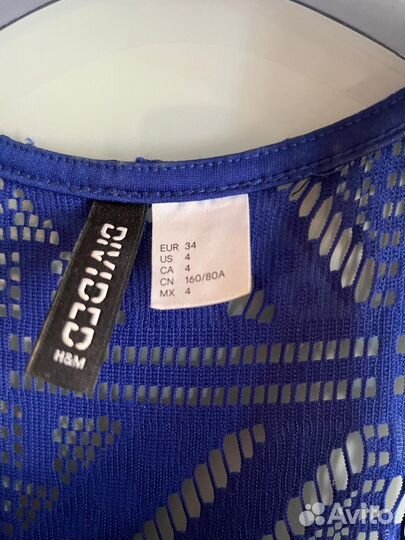 DIVIDED
H&M
EUR 34
US 4
CA 4
CN 160/80A
MX 4
Avito